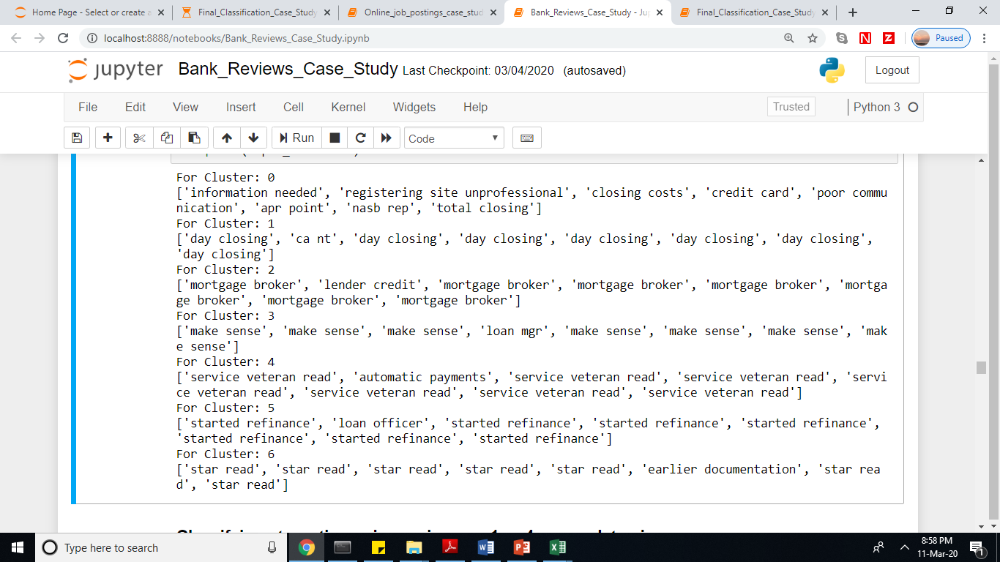 Home Page - Select or create a
Final_Classification_Case_Study
Online_job_postings_case_stud
Bank_Reviews_Case_Study - Ju
Final_Classification_Case_Study
localhost:8888/notebooks/Bank_Reviews_Case_Study.ipynb
Paused
jupyter Bank_Reviews_Case_Study Last Checkpoint: 03/04/2020 (autosaved)
Logout
File Edit View Insert Cell Kernel Widgets Help
Trusted
Python 3
Run
Code
For Cluster: 0
['information needed', 'registering site unprofessional', 'closing costs', 'credit card', 'poor commu
nication', 'apr point', 'nasb rep', 'total closing']
For Cluster: 1
['day closing', 'ca nt', 'day closing', 'day closing', 'day closing', 'day closing', 'day closing',
'day closing']
For Cluster: 2
['mortgage broker', 'lender credit', 'mortgage broker', 'mortgage broker', 'mortgage broker', 'mortga
ge broker', 'mortgage broker', 'mortgage broker']
For Cluster: 3
['make sense', 'make sense', 'make sense', 'loan mgr', 'make sense', 'make sense', 'make sense', 'mak
e sense']
For Cluster: 4
['service veteran read', 'automatic payments', 'service veteran read', 'service veteran read', 'servi
ce veteran read', 'service veteran read', 'service veteran read', 'service veteran read']
For Cluster: 5
['started refinance', 'loan officer', 'started refinance', 'started refinance', 'started refinance',
'started refinance', 'started refinance', 'started refinance']
For Cluster: 6
['star read', 'star read', 'star read', 'star read', 'star read', 'earlier documentation', 'star rea
d', 'star read']
Type here to search
8:58 PM
11-Mar-20
1